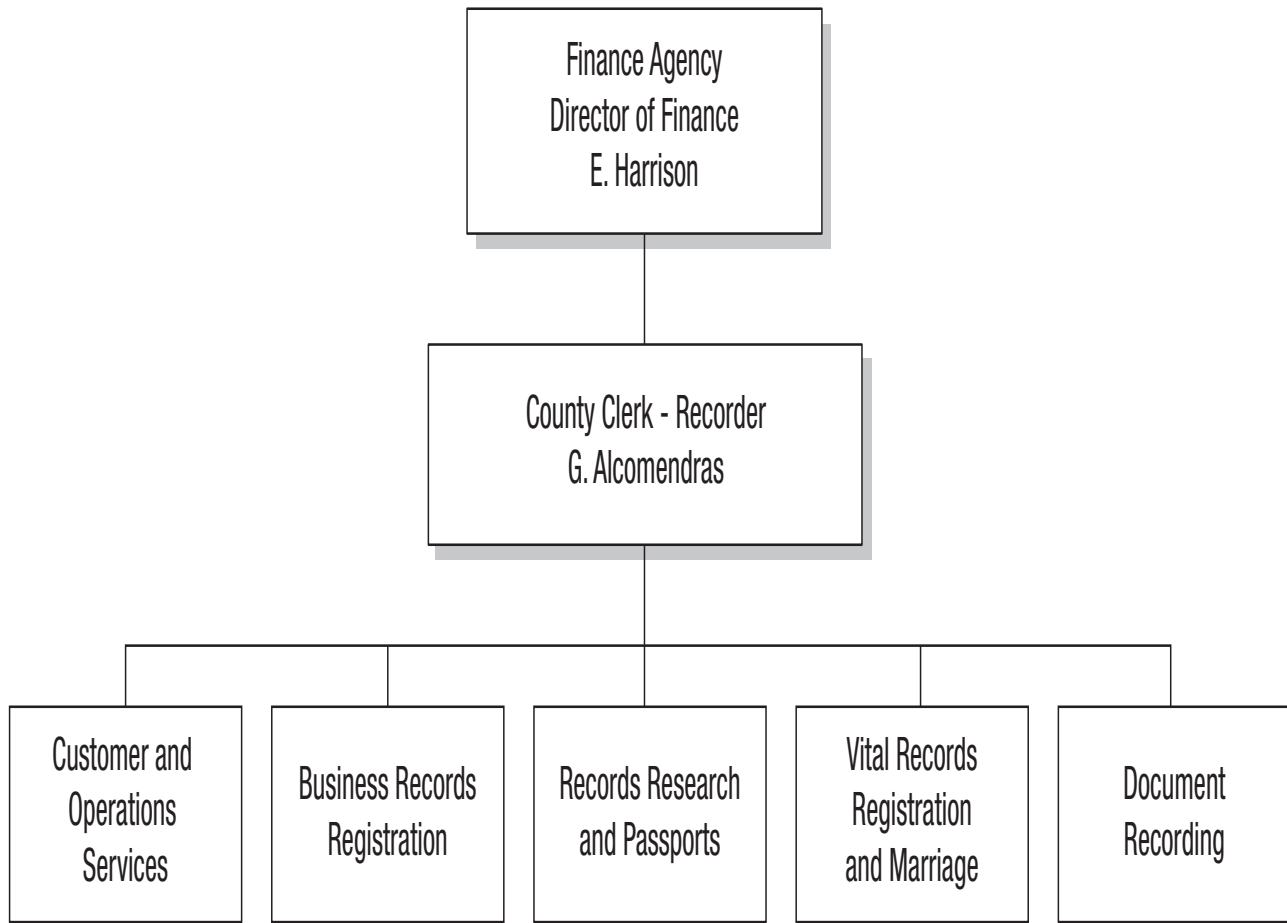 Finance Agency
Director of Finance
E. Harrison
County Clerk - Recorder
G. Alcomendras
Customer and
Operations
Services
Business Records
Registration
Records Research
and Passports
Vital Records
Registration
and Marriage
Document
Recording